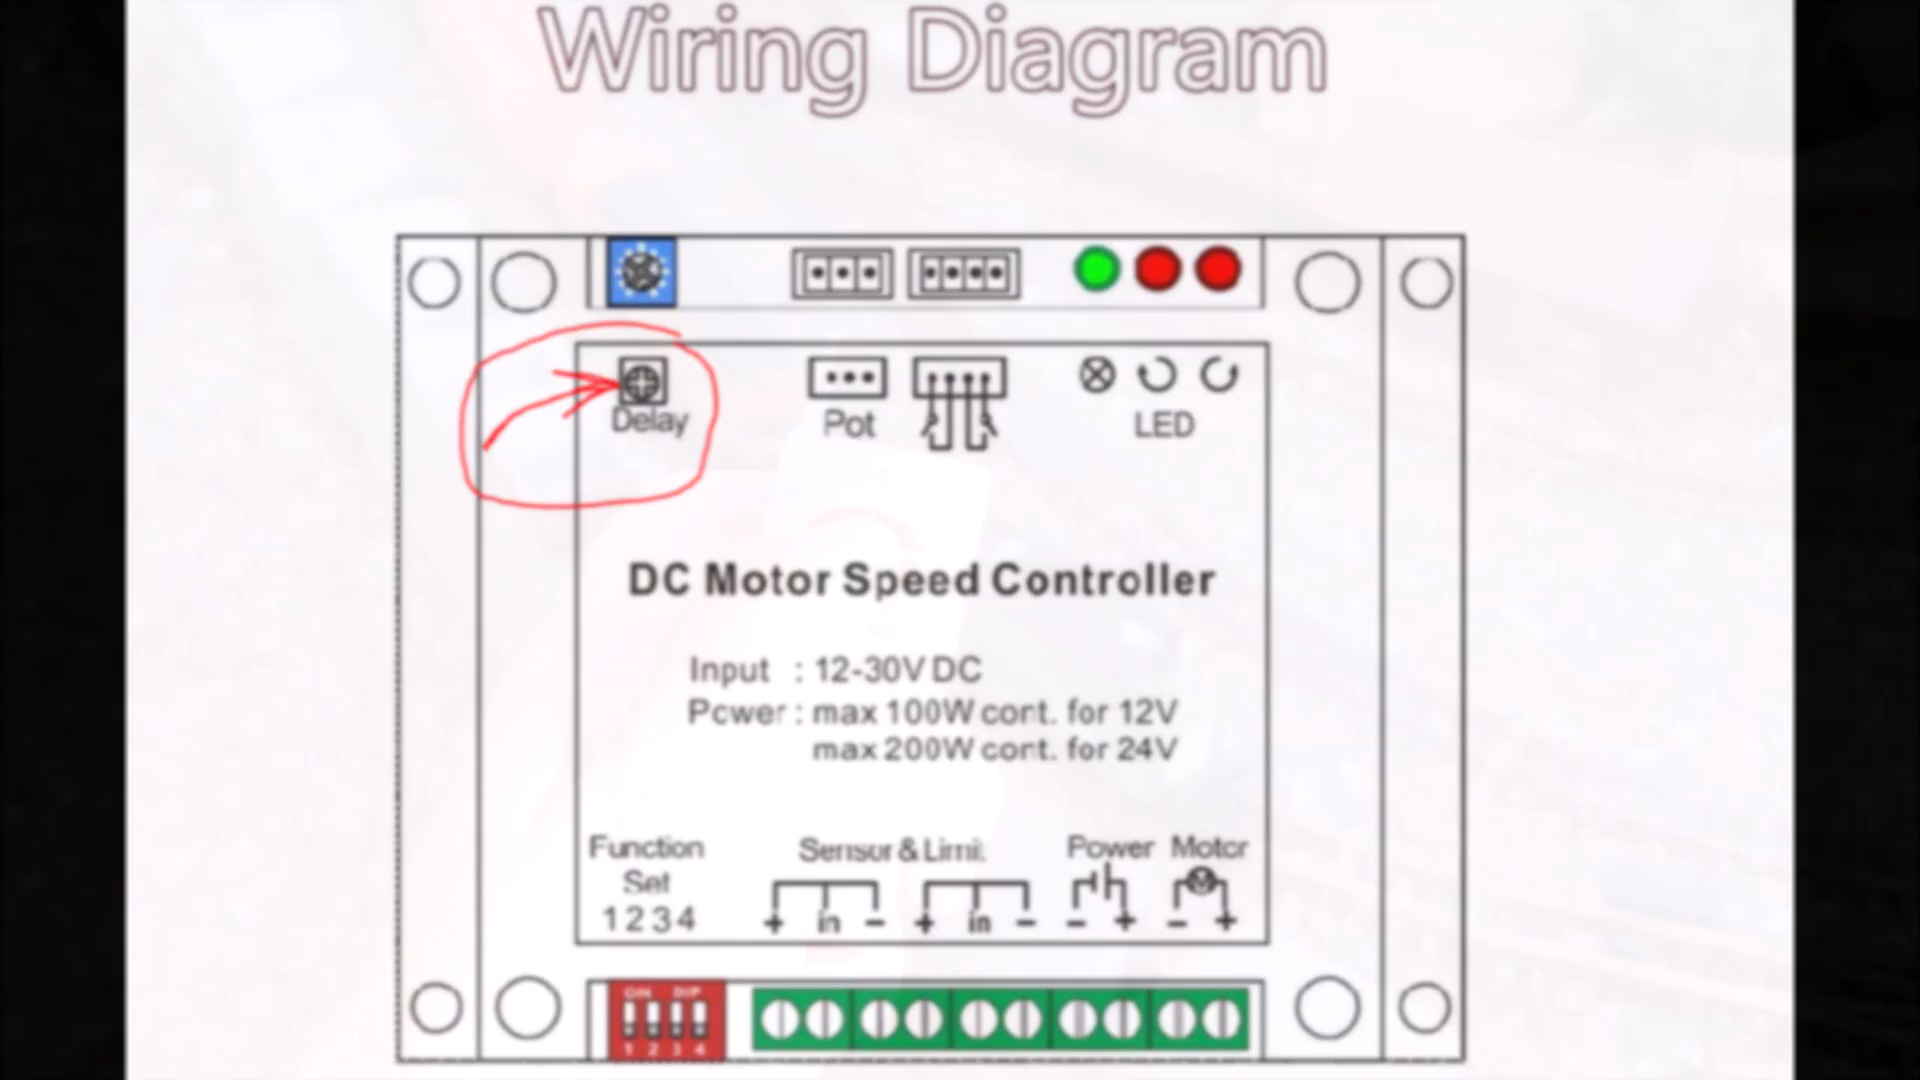 Wiring Diagram
Delay
Pot
LED
DC Motor Speed Controller
Input : 12-30V DC
Power : max 100W cont. for 12V
max 200W cont. for 24V
Function
Set
1 2 3 4
Sensor & Limit
+ in - + in -
Power Motor
- + - +
ON DIP
1 2 3 4